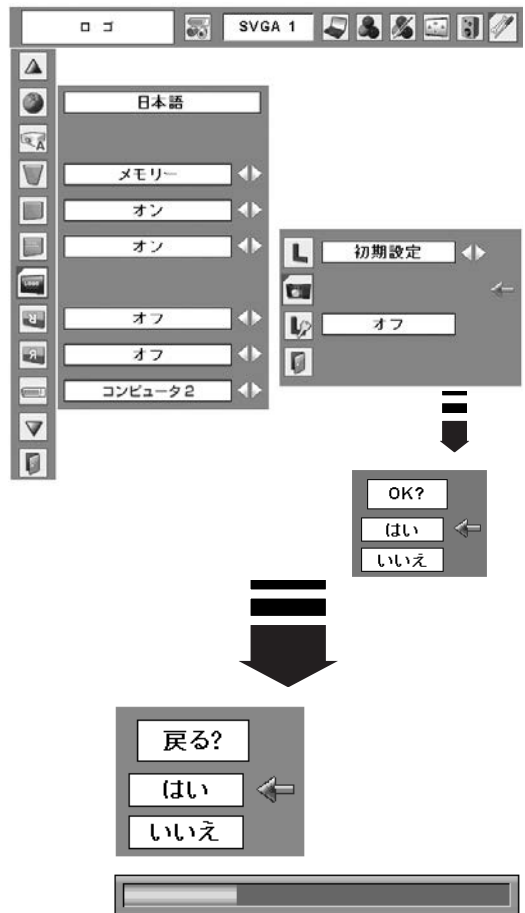 ロ ゴ
SVGA 1
日本語
メモリー
オン
オン
オフ
オフ
コンピュータ2
初期設定
オフ
OK?
はい
いいえ
戻る?
はい
いいえ